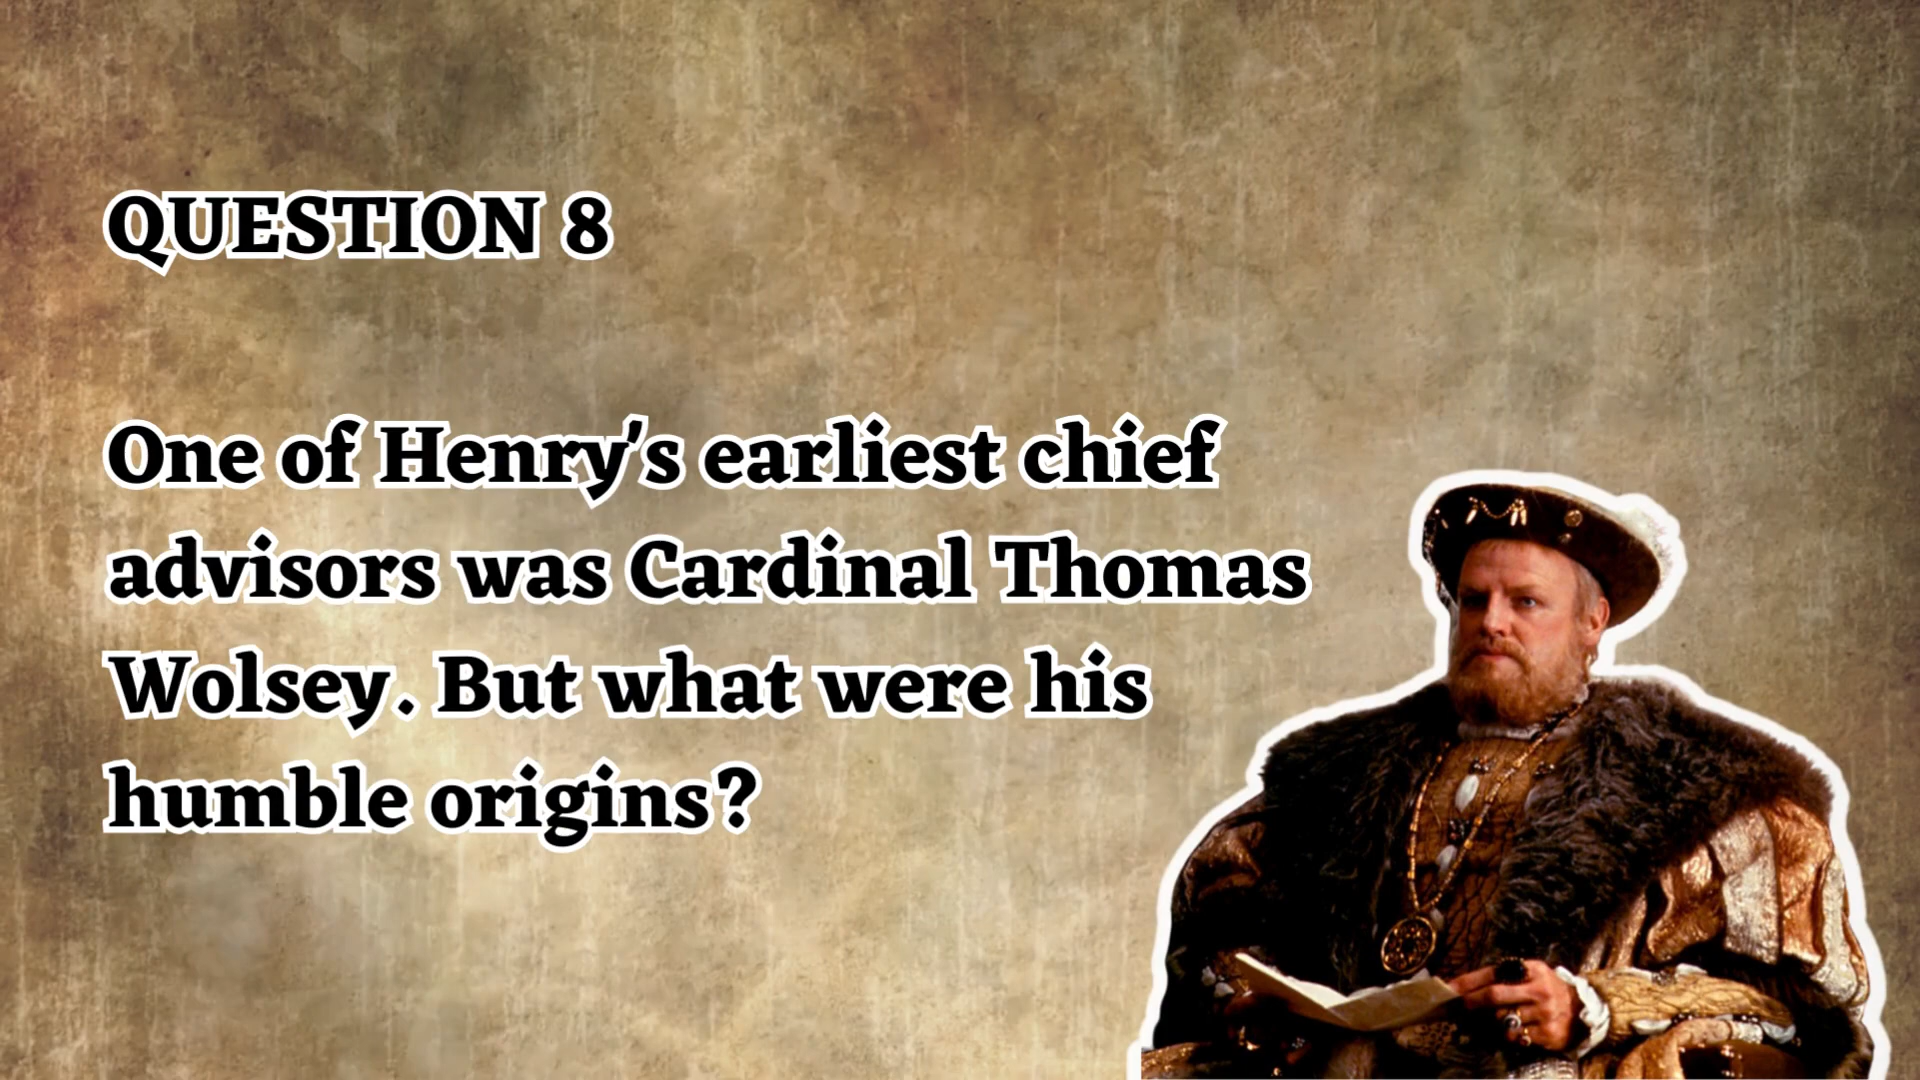 QUESTION 8
One of Henry's earliest chief
advisors was Cardinal Thomas
Wolsey. But what were his
humble origins?